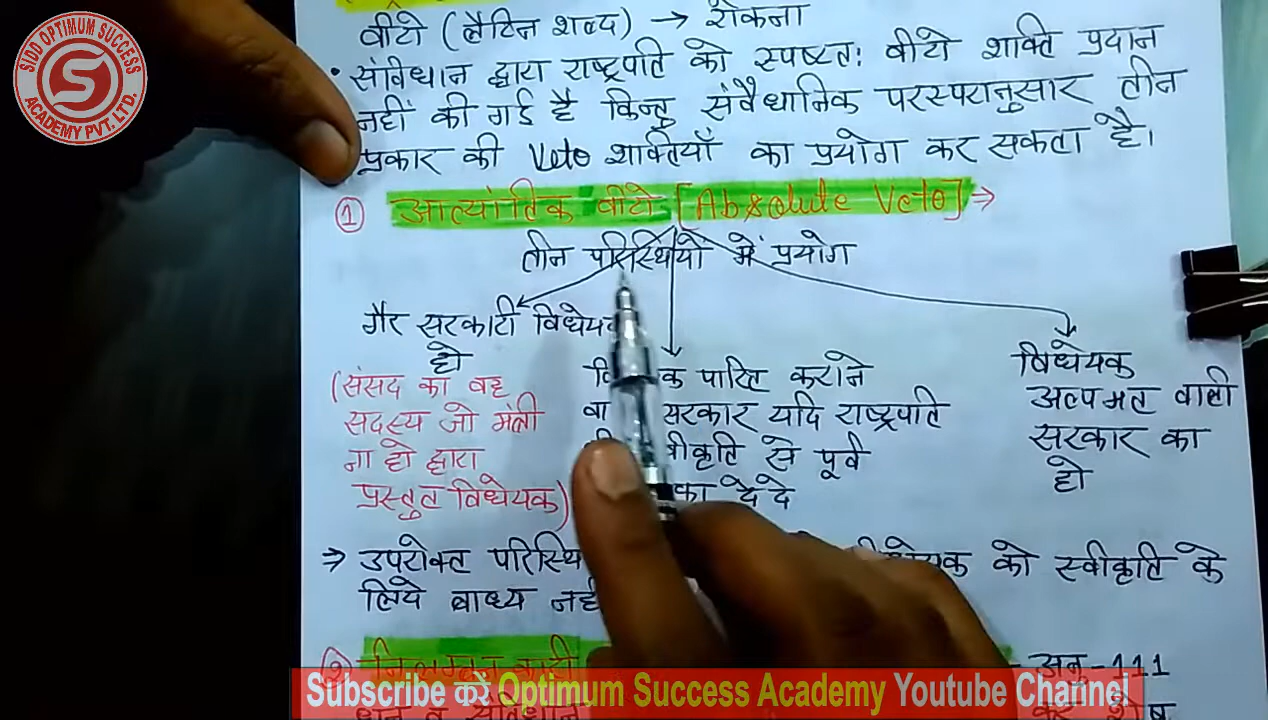 SIDD OPTIMUM SUCCESS ACADEMY PVT. LTD.
S
वीटो (लैटिन शब्द) → रोकना
• संविधान द्वारा राष्ट्रपति को स्पष्टतः वीटो शक्ति प्रदान
नहीं की गई है किन्तु संवैधानिक परम्परानुसार तीन
प्रकार की Veto शक्तियाँ का प्रयोग कर सकता है।
① आत्यांतिक वीटो [Absolute Veto] →
तीन परिस्थियों में प्रयोग
गैर सरकारी
हो
(संसद का वह
सदस्य जो मंत्री
ना हो द्वारा
प्रस्तुत विधेयक)
पारित कराने
सरकार यदि राष्ट्रपति
से पूर्व
दे दे
विधेयक
अल्पमत वाली
सरकार का
हो
⇒ उपरोक्त को स्वीकृति के
लिये बाध्य
② अनु -111
Subscribe करें Optimum Success Academy Youtube Channel